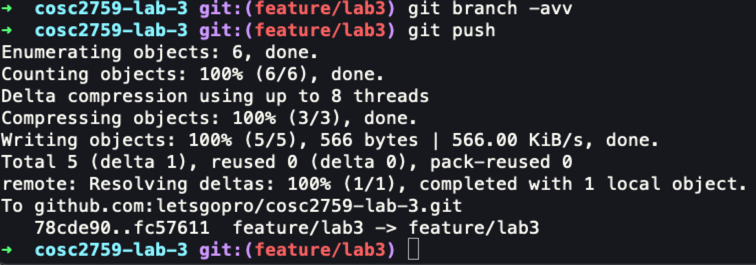 ➜ cosc2759-lab-3 git:(feature/lab3) git branch -avv
➜ cosc2759-lab-3 git:(feature/lab3) git push
Enumerating objects: 6, done.
Counting objects: 100% (6/6), done.
Delta compression using up to 8 threads
Compressing objects: 100% (3/3), done.
Writing objects: 100% (5/5), 566 bytes | 566.00 KiB/s, done.
Total 5 (delta 1), reused 0 (delta 0), pack-reused 0
remote: Resolving deltas: 100% (1/1), completed with 1 local object.
To github.com:letsgopro/cosc2759-lab-3.git
   78cde90..fc57611  feature/lab3 -> feature/lab3
➜ cosc2759-lab-3 git:(feature/lab3)